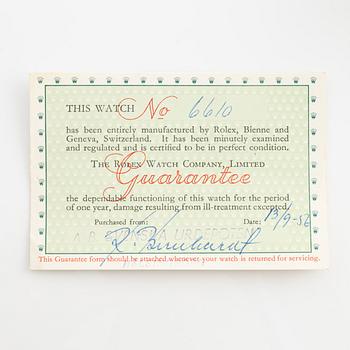 THIS WATCH No 6610
has been entirely manufactured by Rolex, Bienne and
Geneva, Switzerland. It has been minutely examined
and regulated and is certified to be in perfect condition.
THE ROLEX WATCH COMPANY, LIMITED
Guarantee
the dependable functioning of this watch for the period
of one year, damage resulting from ill-treatment excepted.
Purchased from: Date: 13/9-56
A.B. SVENSKA URDEPOTEN
R. Bernhardt
This Guarantee form should be attached whenever your watch is returned for servicing.